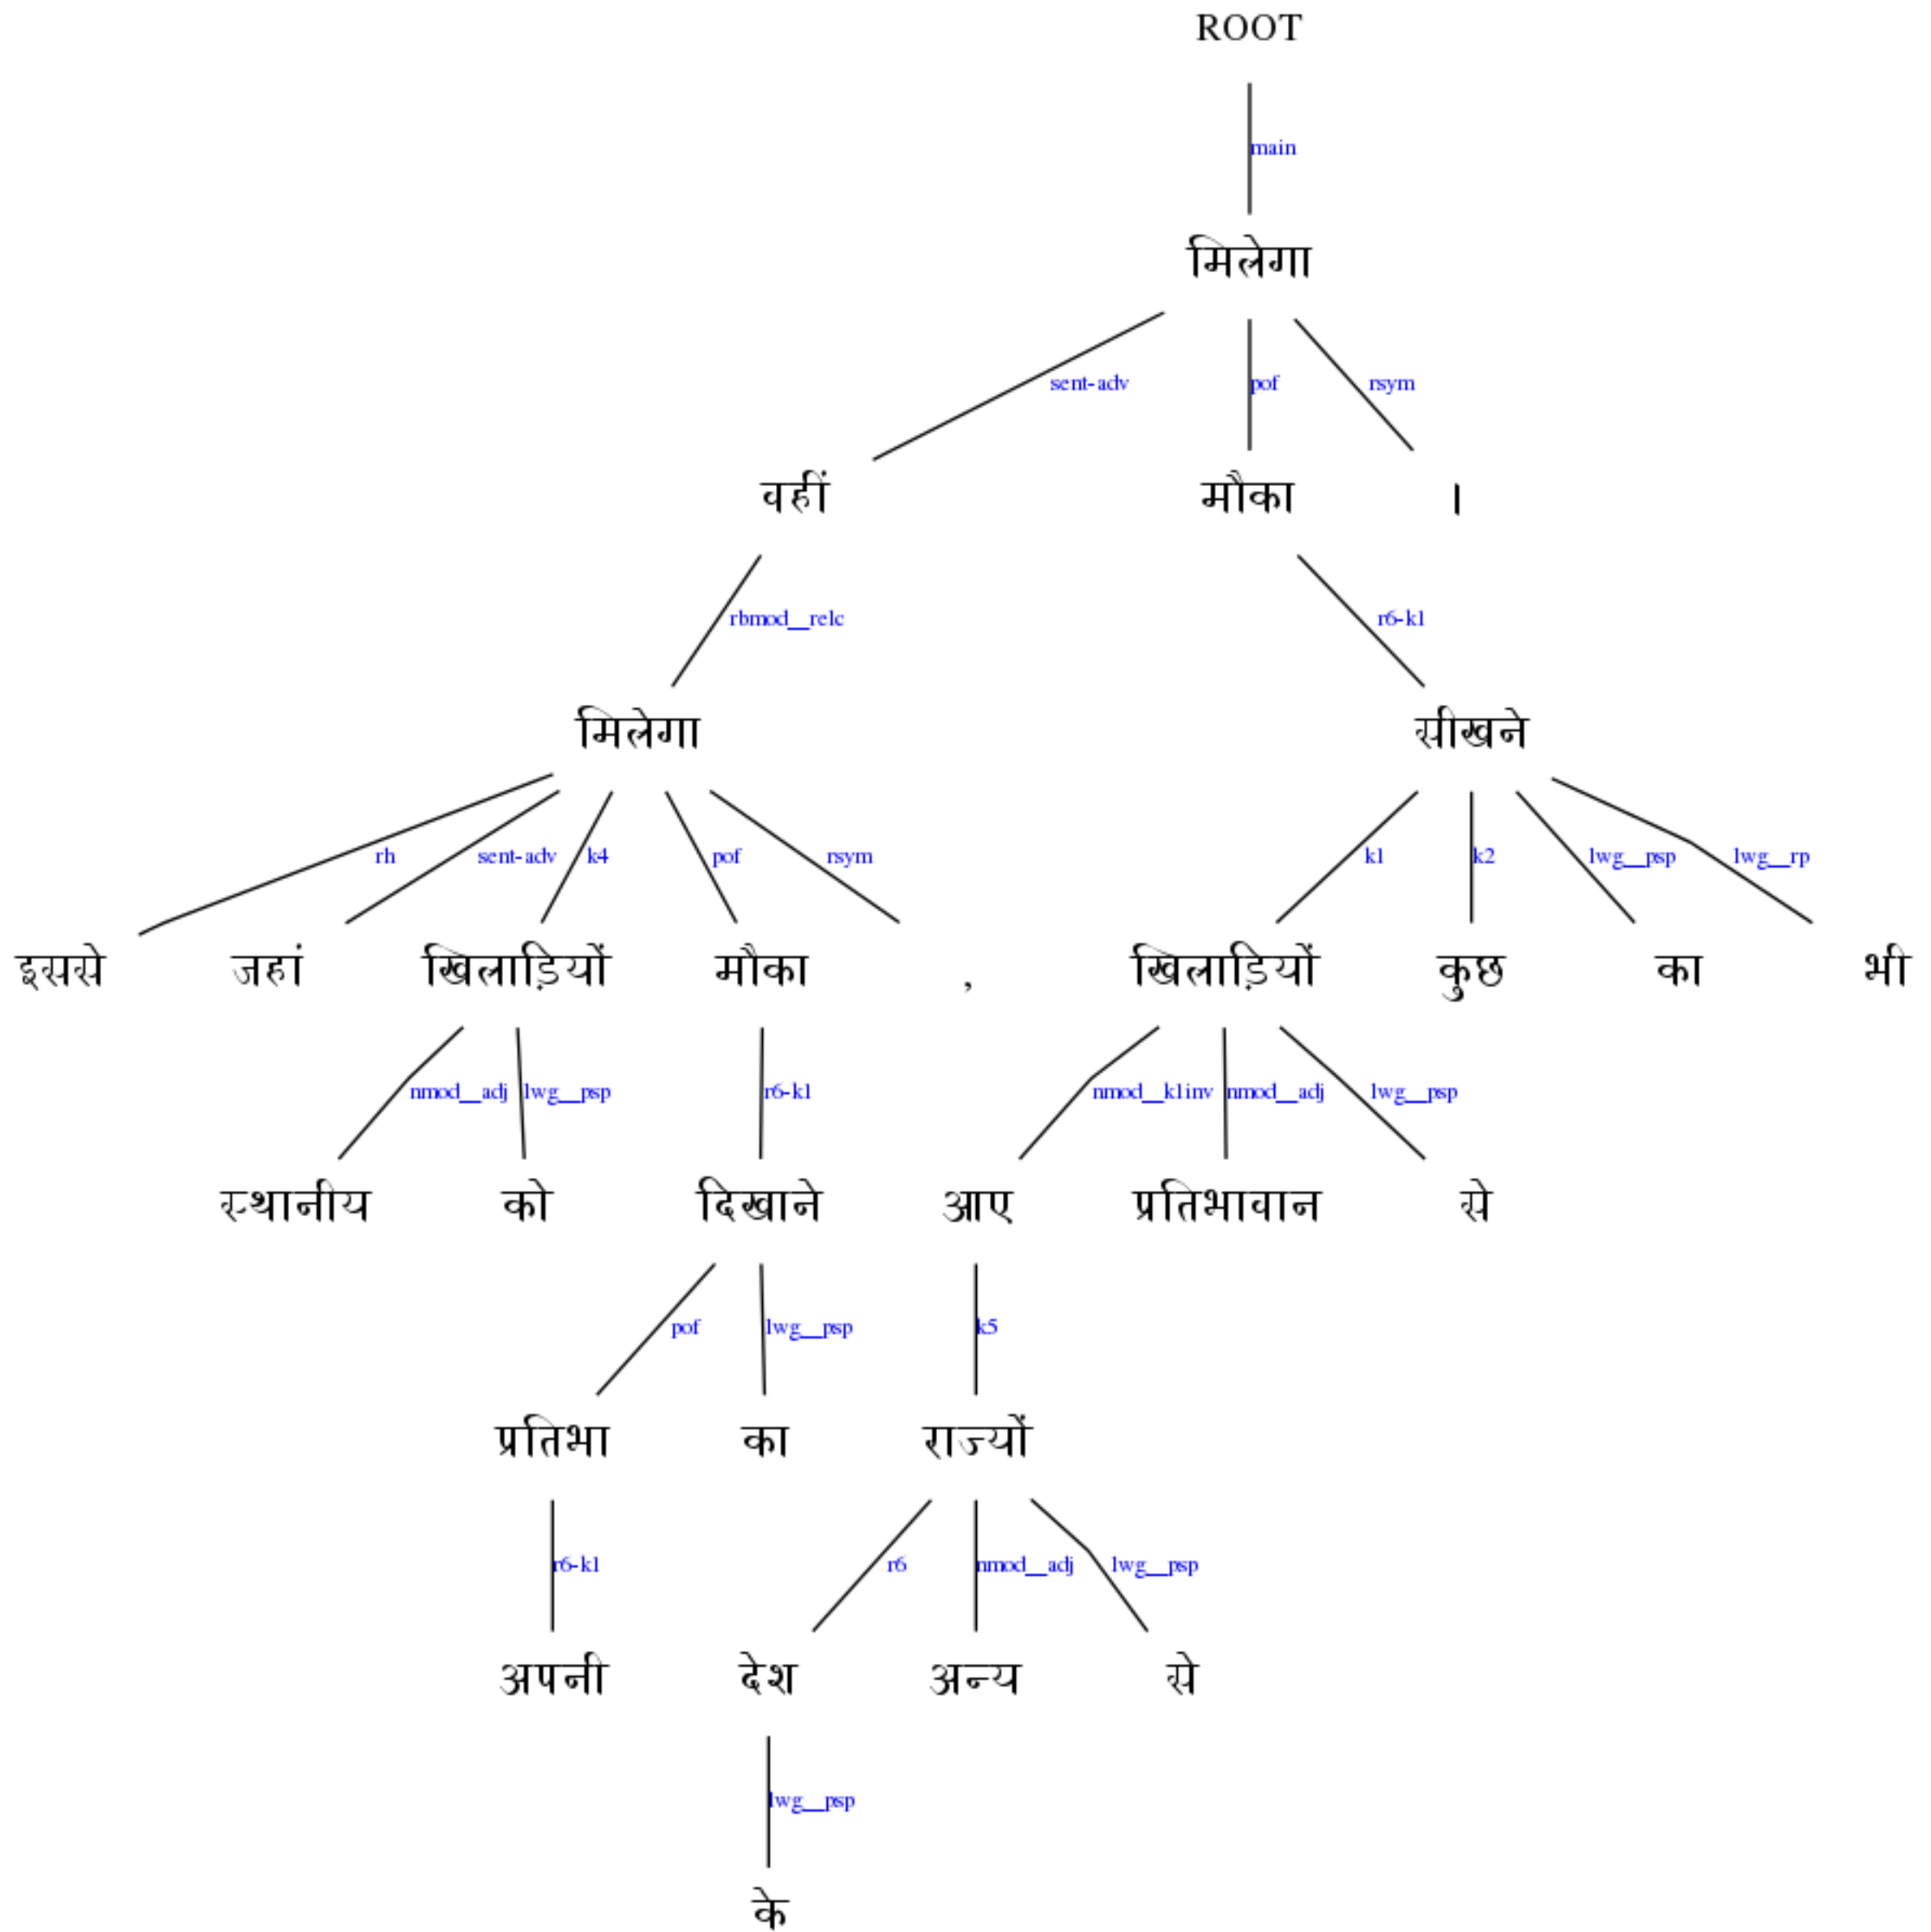 ROOT
main
मिलेगा
sent-adv pof rsym
वहीं मौका ।
rbmod__relc r6-k1
मिलेगा सीखने
rh sent-adv k4 pof rsym k1 k2 lwg__psp lwg__rp
इससे जहां खिलाड़ियों मौका , खिलाड़ियों कुछ का भी
nmod__adj lwg__psp r6-k1 nmod__k1inv nmod__adj lwg__psp
स्थानीय को दिखाने आए प्रतिभावान से
pof lwg__psp k5
प्रतिभा का राज्यों
r6-k1 r6 nmod__adj lwg__psp
अपनी देश अन्य से
lwg__psp
के